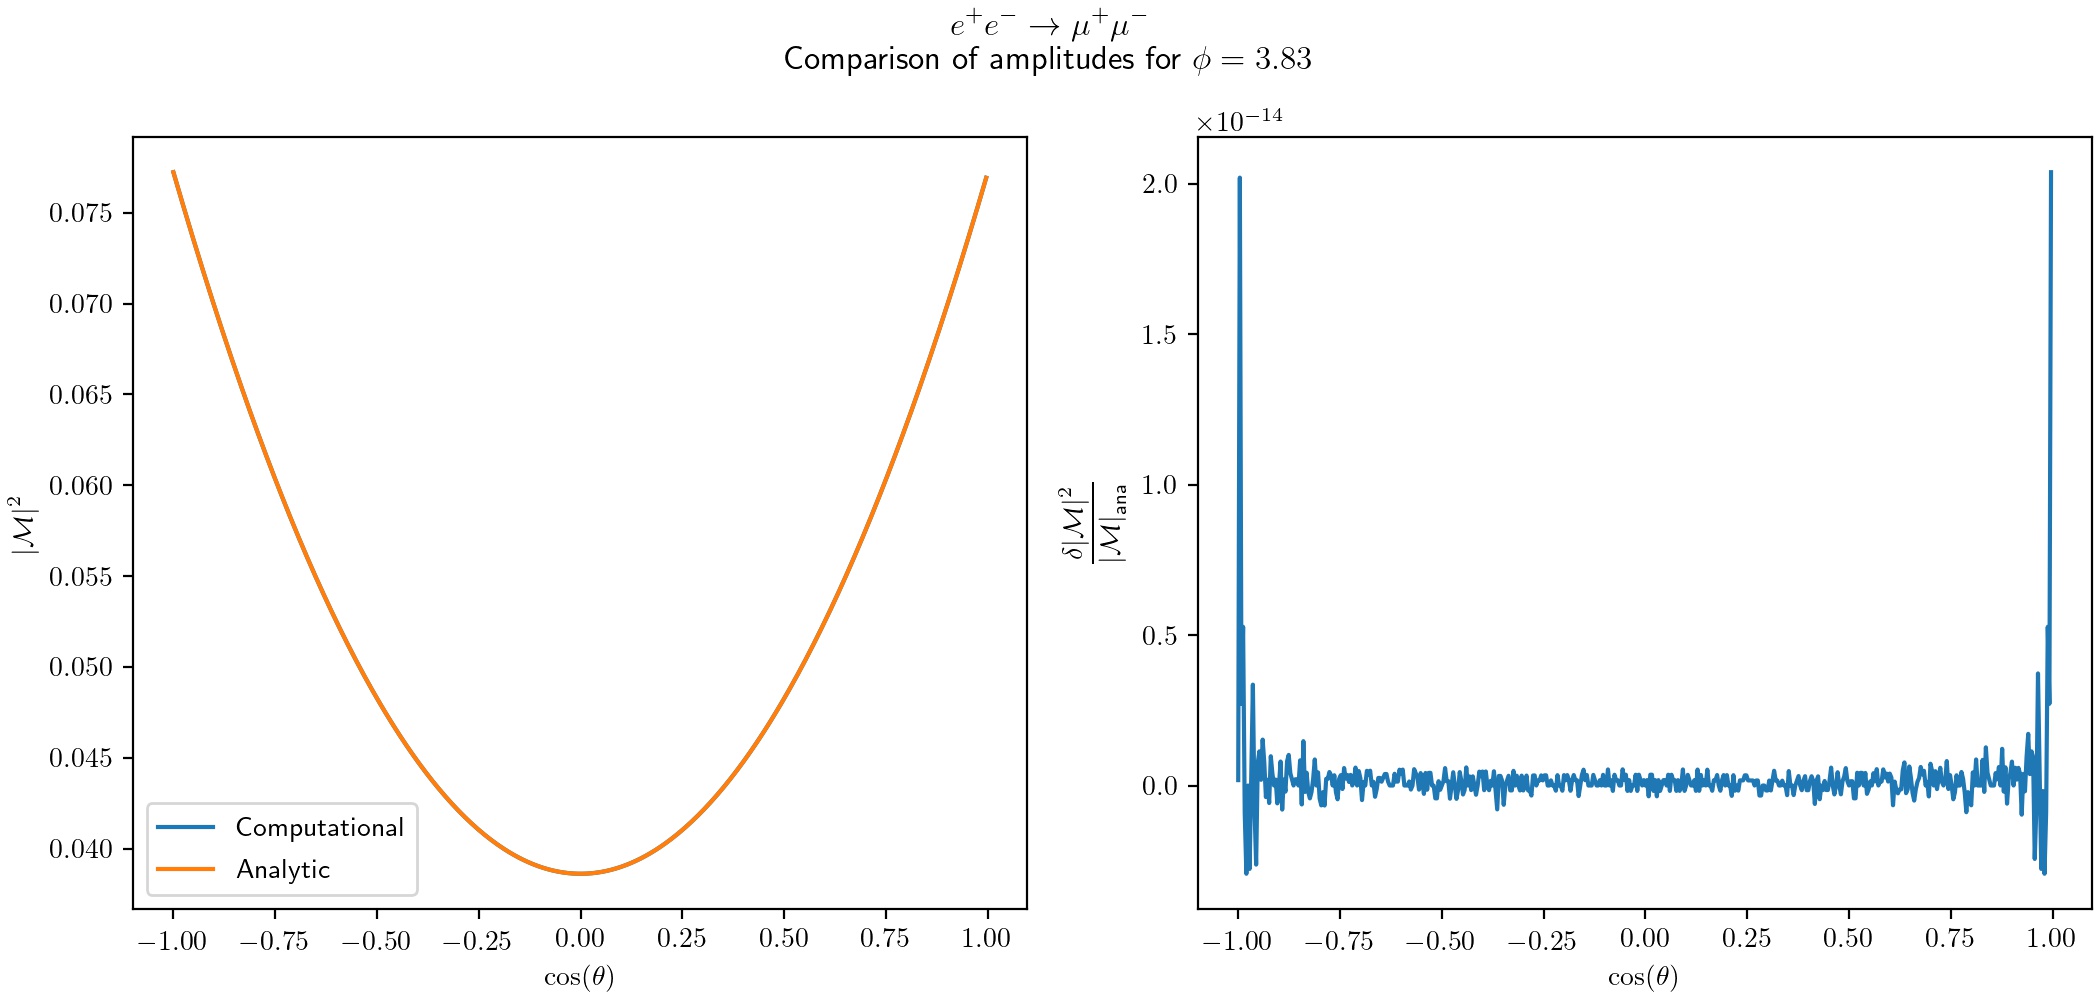 e⁺e⁻ → μ⁺μ⁻
Comparison of amplitudes for ϕ = 3.83
|ℳ|²
0.075
0.070
0.065
0.060
0.055
0.050
0.045
0.040
Computational
Analytic
−1.00 −0.75 −0.50 −0.25 0.00 0.25 0.50 0.75 1.00
cos(θ)
×10⁻¹⁴
δ|ℳ|²
|ℳ|ana
2.0
1.5
1.0
0.5
0.0
−1.00 −0.75 −0.50 −0.25 0.00 0.25 0.50 0.75 1.00
cos(θ)